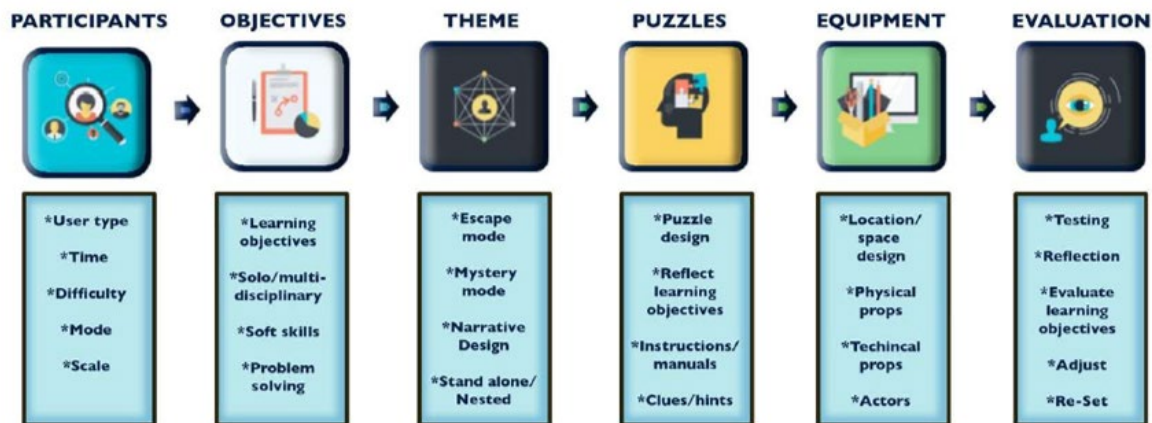 PARTICIPANTS
OBJECTIVES
THEME
PUZZLES
EQUIPMENT
EVALUATION
*User type
*Time
*Difficulty
*Mode
*Scale
*Learning
objectives
*Solo/multi-
disciplinary
*Soft skills
*Problem
solving
*Escape
mode
*Mystery
mode
*Narrative
Design
*Stand alone/
Nested
*Puzzle
design
*Reflect
learning
objectives
*Instructions/
manuals
*Clues/hints
*Location/
space
design
*Physical
props
*Techincal
props
*Actors
*Testing
*Reflection
*Evaluate
learning
objectives
*Adjust
*Re-Set